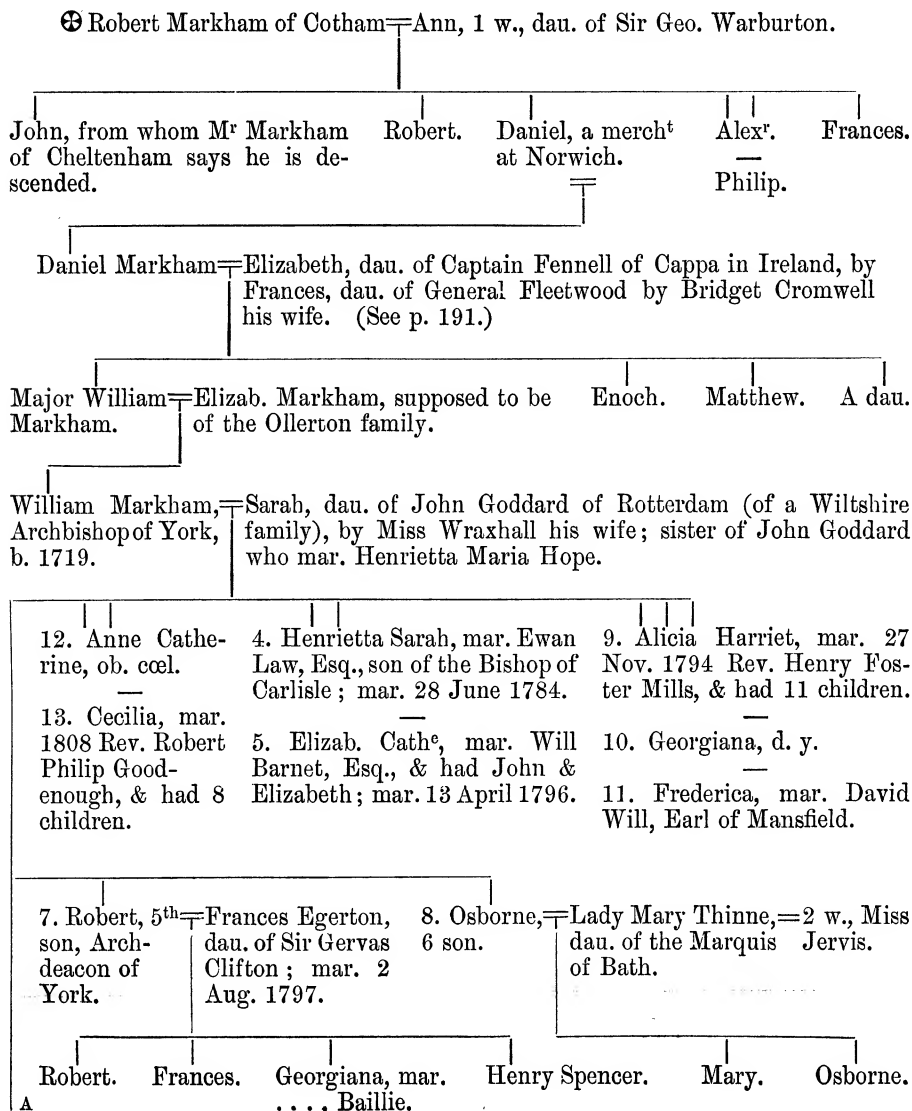 ✠ Robert Markham of Cotham=Ann, 1 w., dau. of Sir Geo. Warburton.
John, from whom Mʳ Markham
of Cheltenham says he is de-
scended.
Robert.
Daniel, a merchᵗ
at Norwich.
Alexʳ.
—
Philip.
Frances.
Daniel Markham=Elizabeth, dau. of Captain Fennell of Cappa in Ireland, by
Frances, dau. of General Fleetwood by Bridget Cromwell
his wife. (See p. 191.)
Major William=Elizab. Markham, supposed to be
Markham. of the Ollerton family.
Enoch.
Matthew.
A dau.
William Markham,=Sarah, dau. of John Goddard of Rotterdam (of a Wiltshire
Archbishop of York, family), by Miss Wraxhall his wife; sister of John Goddard
b. 1719. who mar. Henrietta Maria Hope.
12. Anne Cathe-
rine, ob. cœl.
—
13. Cecilia, mar.
1808 Rev. Robert
Philip Good-
enough, & had 8
children.
4. Henrietta Sarah, mar. Ewan
Law, Esq., son of the Bishop of
Carlisle; mar. 28 June 1784.
—
5. Elizab. Cathᵉ, mar. Will
Barnet, Esq., & had John &
Elizabeth; mar. 13 April 1796.
9. Alicia Harriet, mar. 27
Nov. 1794 Rev. Henry Fos-
ter Mills, & had 11 children.
—
10. Georgiana, d. y.
—
11. Frederica, mar. David
Will, Earl of Mansfield.
7. Robert, 5th=Frances Egerton,
son, Arch- dau. of Sir Gervas
deacon of Clifton; mar. 2
York. Aug. 1797.
8. Osborne,=Lady Mary Thinne,=2 w., Miss
6 son. dau. of the Marquis Jervis.
of Bath.
Robert.
Frances.
Georgiana, mar.
. . . . Baillie.
Henry Spencer.
Mary.
Osborne.
A